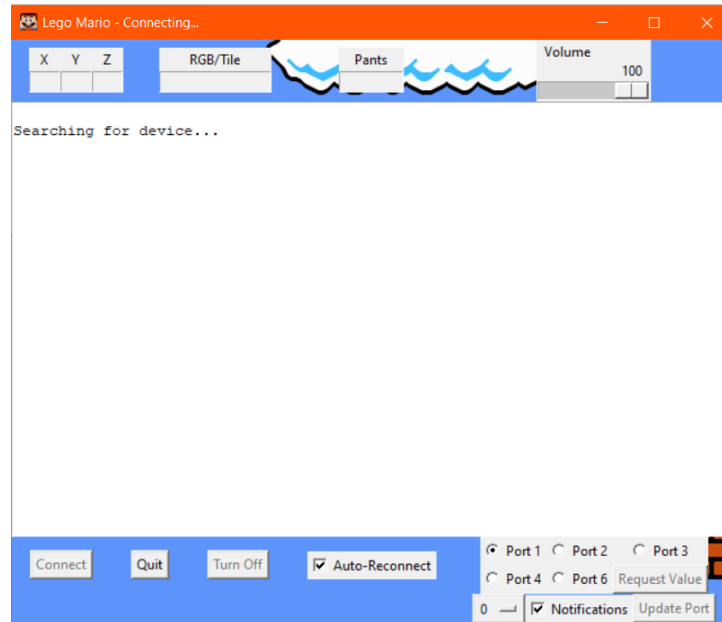 Lego Mario - Connecting...
X Y Z RGB/Tile Pants Volume
100
Searching for device...
Port 1 Port 2 Port 3
Connect Quit Turn Off Auto-Reconnect
Port 4 Port 6 Request Value
0 Notifications Update Port